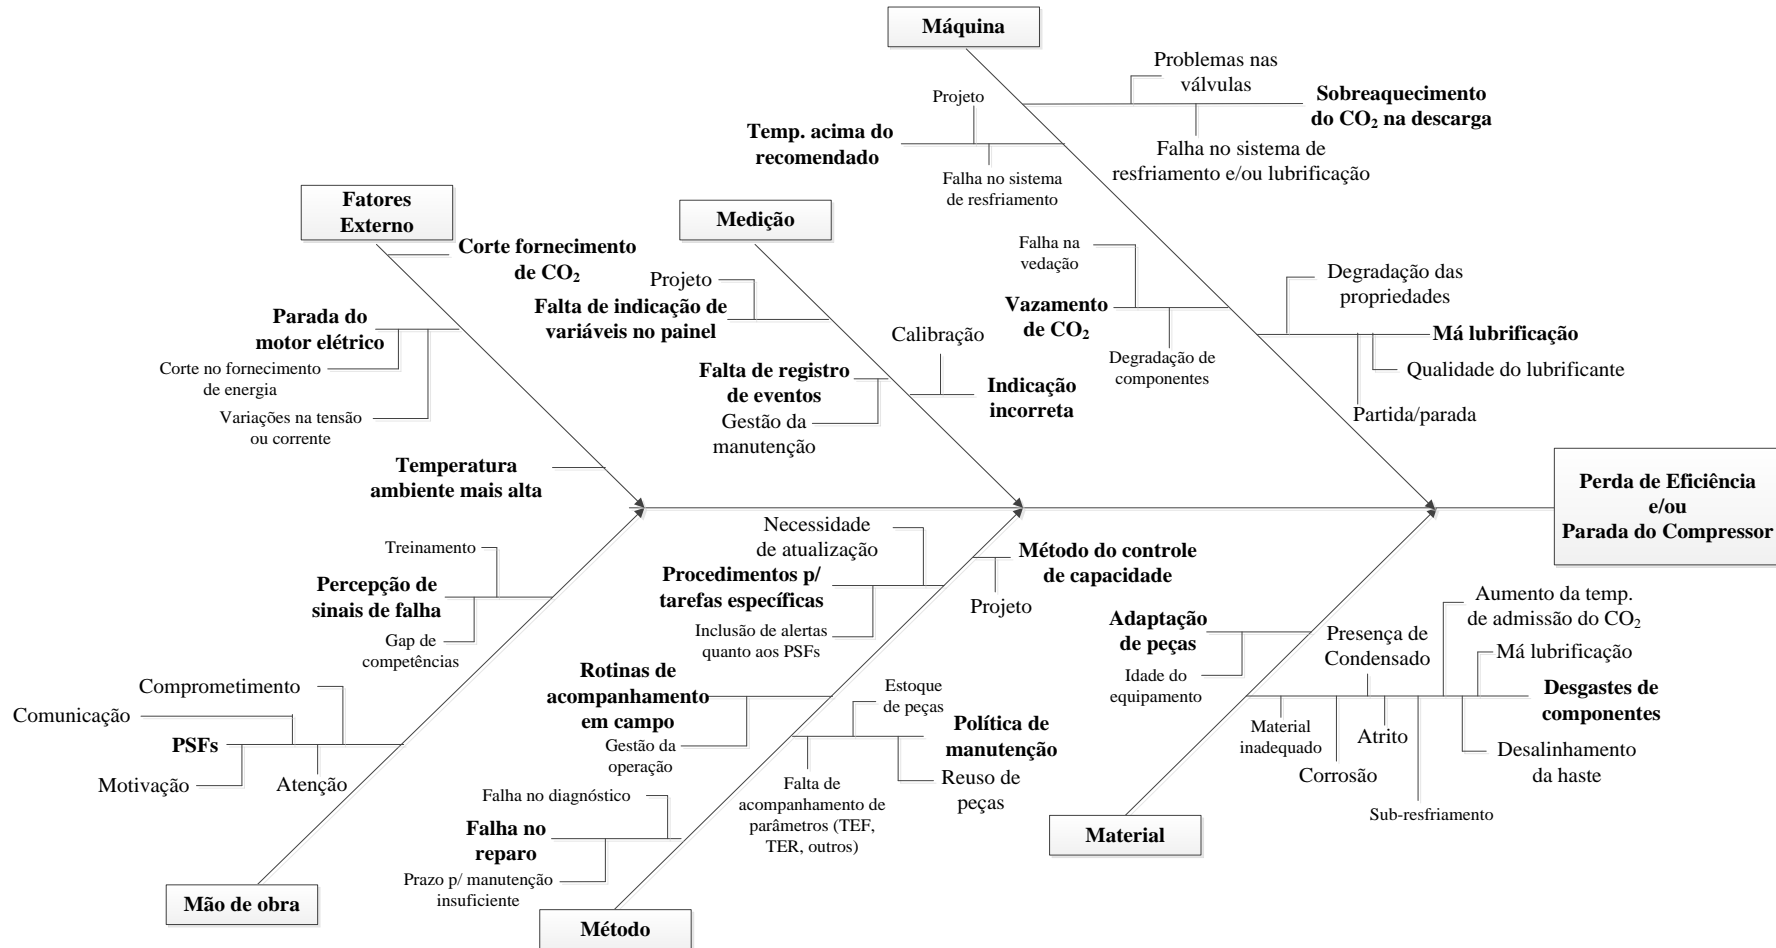 Máquina
Problemas nas
válvulas
Sobreaquecimento
do CO₂ na descarga
Falha no sistema de
resfriamento e/ou lubrificação
Projeto
Temp. acima do
recomendado
Falha no sistema
de resfriamento
Falha na
vedação
Vazamento
de CO₂
Degradação de
componentes
Degradação das
propriedades
Má lubrificação
Qualidade do lubrificante
Partida/parada
Medição
Projeto
Falta de indicação de
variáveis no painel
Calibração
Indicação
incorreta
Falta de registro
de eventos
Gestão da
manutenção
Fatores
Externo
Corte fornecimento
de CO₂
Parada do
motor elétrico
Corte no fornecimento
de energia
Variações na tensão
ou corrente
Temperatura
ambiente mais alta
Perda de Eficiência
e/ou
Parada do Compressor
Treinamento
Percepção de
sinais de falha
Gap de
competências
Comprometimento
Comunicação
PSFs
Motivação
Atenção
Mão de obra
Necessidade
de atualização
Procedimentos p/
tarefas específicas
Inclusão de alertas
quanto aos PSFs
Método do controle
de capacidade
Projeto
Rotinas de
acompanhamento
em campo
Gestão da
operação
Estoque
de peças
Política de
manutenção
Reuso de
peças
Falta de
acompanhamento de
parâmetros (TEF,
TER, outros)
Falha no diagnóstico
Falha no
reparo
Prazo p/ manutenção
insuficiente
Método
Adaptação
de peças
Idade do
equipamento
Presença de
Condensado
Aumento da temp.
de admissão do CO₂
Má lubrificação
Desgastes de
componentes
Material
inadequado
Corrosão
Atrito
Sub-resfriamento
Desalinhamento
da haste
Material